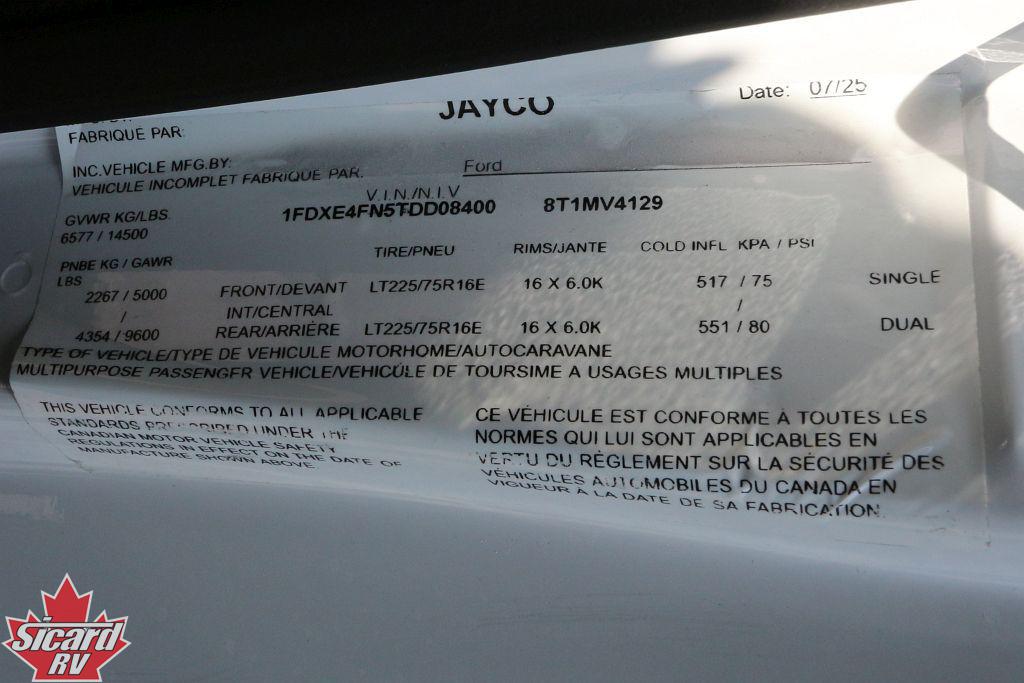 JAYCO
Date: 07/25
FABRIQUÉ PAR:
INC.VEHICLE MFG.BY: Ford
VEHICULE INCOMPLET FABRIQUÉ PAR.
V.I.N./N.I.V
GVWR KG/LBS.
1FDXE4FN5TDD08400 8T1MV4129
6577 / 14500
TIRE/PNEU RIMS/JANTE COLD INFL KPA / PSI
PNBE KG / GAWR
LBS
2267 / 5000 FRONT/DEVANT LT225/75R16E 16 X 6.0K 517 / 75 SINGLE
/ INT/CENTRAL /
4354 / 9600 REAR/ARRIÈRE LT225/75R16E 16 X 6.0K 551 / 80 DUAL
TYPE OF VEHICLE/TYPE DE VEHICULE MOTORHOME/AUTOCARAVANE
MULTIPURPOSE PASSENGER VEHICLE/VEHICULE DE TOURSIME A USAGES MULTIPLES
THIS VEHICLE CONFORMS TO ALL APPLICABLE
STANDARDS PRESCRIBED UNDER THE
CANADIAN MOTOR VEHICLE SAFETY
REGULATIONS IN EFFECT ON THE DATE OF
MANUFACTURE SHOWN ABOVE
CE VÉHICULE EST CONFORME À TOUTES LES
NORMES QUI LUI SONT APPLICABLES EN
VERTU DU RÈGLEMENT SUR LA SÉCURITÉ DES
VÉHICULES AUTOMOBILES DU CANADA EN
VIGUEUR A LA DATE DE SA FABRICATION.
Sicard
RV